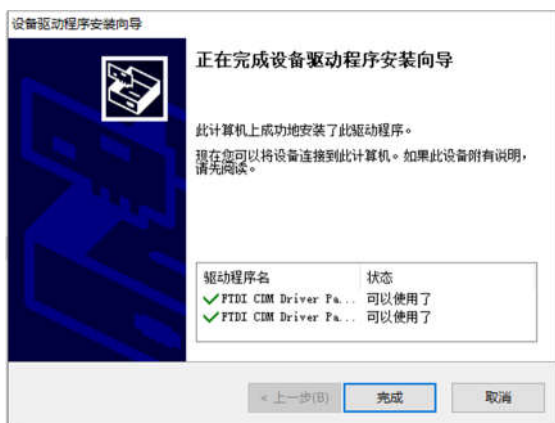 设备驱动程序安装向导
正在完成设备驱动程序安装向导
此计算机上成功地安装了此驱动程序。
现在您可以将设备连接到此计算机。如果此设备附有说明,
请先阅读。
驱动程序名 状态
FTDI CDM Driver Pa... 可以使用了
FTDI CDM Driver Pa... 可以使用了
< 上一步(B) 完成 取消